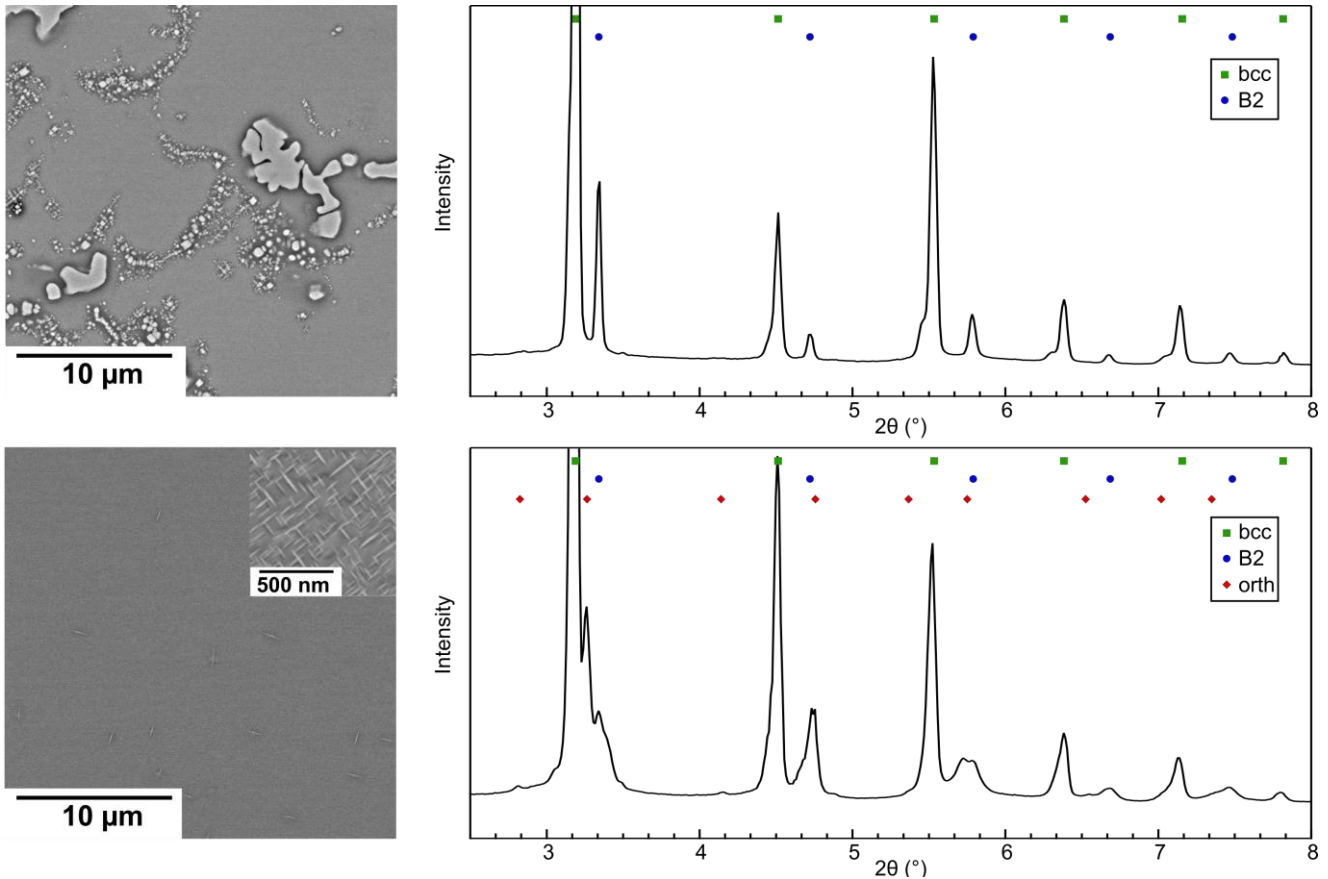 10 μm
Intensity
bcc
B2
3 4 5 6 7 8
2θ (°)
500 nm
10 μm
Intensity
bcc
B2
orth
3 4 5 6 7 8
2θ (°)